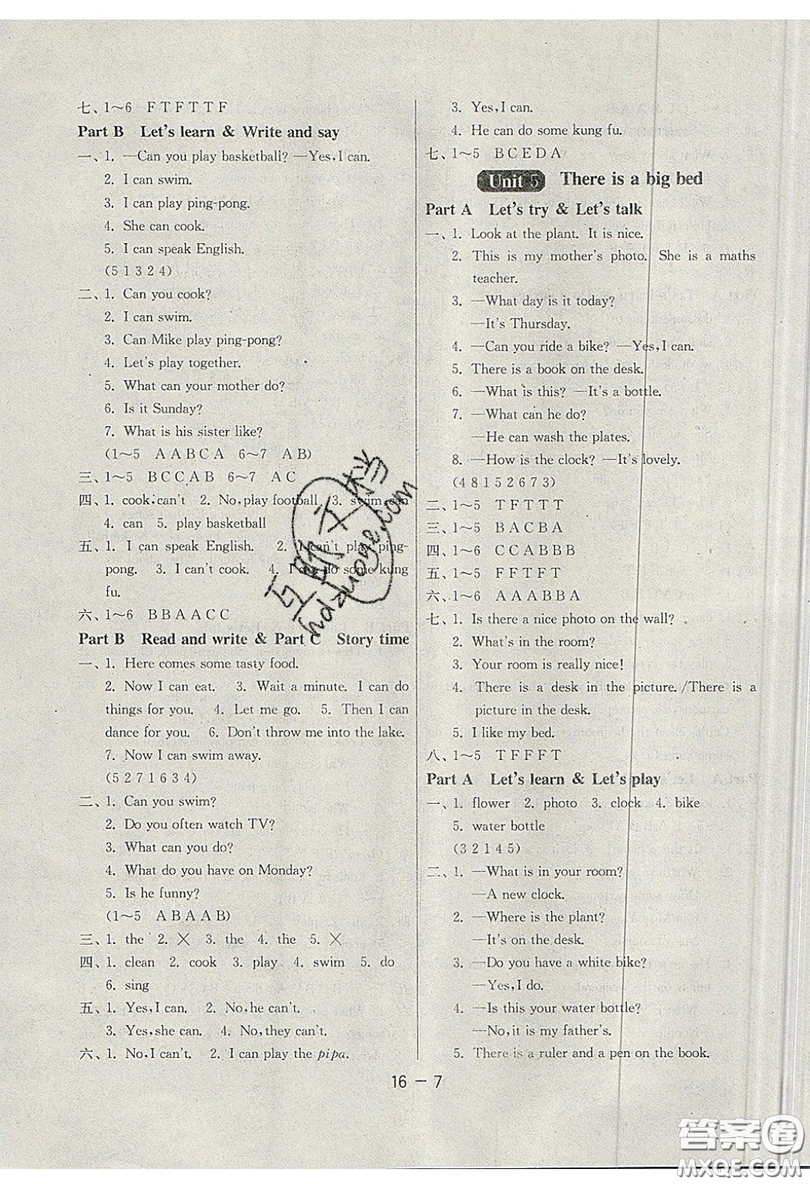 七、1～6 F T F T T F
Part B Let's learn & Write and say
一、1. —Can you play basketball? —Yes, I can.
2. I can swim.
3. I can play ping-pong.
4. She can cook.
5. I can speak English.
(5 1 3 2 4)
二、1. Can you cook?
2. I can swim.
3. Can Mike play ping-pong?
4. Let's play together.
5. What can your mother do?
6. Is it Sunday?
7. What is his sister like?
(1～5 A A B C A 6～7 A B)
三、1～5 B C C A B 6～7 A C
四、1. cook; can't 2. No, play football 3. swim, can
4. can 5. play basketball
五、1. I can speak English. 2. I can't play ping-
pong. 3. I can't cook. 4. I can do some kung
fu.
六、1～6 B B A A C C
Part B Read and write & Part C Story time
一、1. Here comes some tasty food.
2. Now I can eat. 3. Wait a minute. I can do
things for you. 4. Let me go. 5. Then I can
dance for you. 6. Don't throw me into the lake.
7. Now I can swim away.
(5 2 7 1 6 3 4)
二、1. Can you swim?
2. Do you often watch TV?
3. What can you do?
4. What do you have on Monday?
5. Is he funny?
(1～5 A B A A B)
三、1. the 2. ╳ 3. the 4. the 5. ╳
四、1. clean 2. cook 3. play 4. swim 5. do
6. sing
五、1. Yes, I can. 2. No, he can't.
3. Yes, she can. 4. No, they can't.
六、1. No, I can't. 2. I can play the pipa.
3. Yes, I can.
4. He can do some kung fu.
七、1～5 B C E D A
Unit 5 There is a big bed
Part A Let's try & Let's talk
一、1. Look at the plant. It is nice.
2. This is my mother's photo. She is a maths
teacher.
3. —What day is it today?
—It's Thursday.
4. —Can you ride a bike? —Yes, I can.
5. There is a book on the desk.
6. —What is this? —It's a bottle.
7. —What can he do?
—He can wash the plates.
8. —How is the clock? —It's lovely.
(4 8 1 5 2 6 7 3)
二、1～5 T F T T T
三、1～5 B A C B A
四、1～6 C C A B B B
五、1～5 F F T F T
六、1～6 A A A B B A
七、1. Is there a nice photo on the wall?
2. What's in the room?
3. Your room is really nice!
4. There is a desk in the picture. /There is a
picture in the desk.
5. I like my bed.
八、1～5 T F F F T
Part A Let's learn & Let's play
一、1. flower 2. photo 3. clock 4. bike
5. water bottle
(3 2 1 4 5)
二、1. —What is in your room?
—A new clock.
2. —Where is the plant?
—It's on the desk.
3. —Do you have a white bike?
—Yes, I do.
4. —Is this your water bottle?
—No, it is my father's.
5. There is a ruler and a pen on the book.
16 － 7
hdzuoye.com
答案圈
MXQE.COM